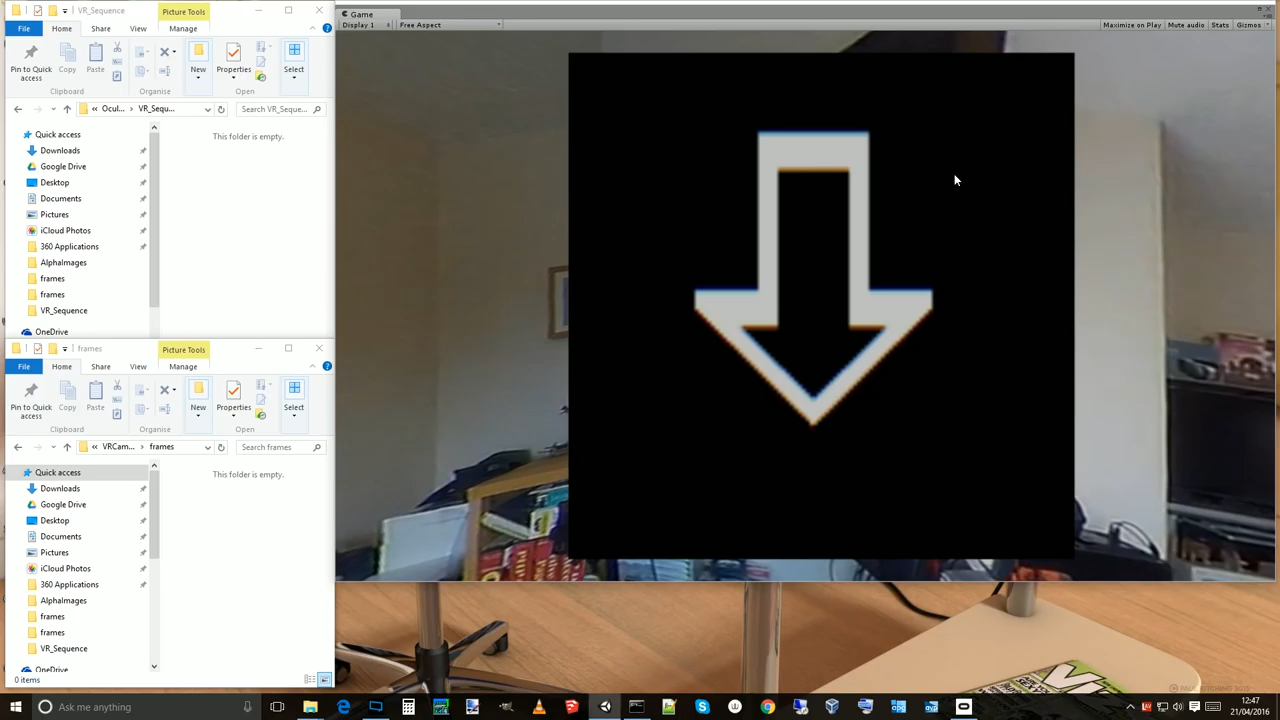 VR_Sequence
Picture Tools
File
Home
Share
View
Manage
Pin to Quick access
Copy
Paste
New
Properties
Select
Clipboard
Organise
Open
« Ocul... › VR_Sequ...
Search VR_Seque...
Quick access
Downloads
Google Drive
Desktop
Documents
Pictures
iCloud Photos
360 Applications
AlphaImages
frames
frames
VR_Sequence
OneDrive
This folder is empty.
frames
Picture Tools
File
Home
Share
View
Manage
Pin to Quick access
Copy
Paste
New
Properties
Select
Clipboard
Organise
Open
« VRCam... › frames
Search frames
Quick access
Downloads
Google Drive
Desktop
Documents
Pictures
iCloud Photos
360 Applications
AlphaImages
frames
frames
VR_Sequence
OneDrive
This folder is empty.
0 items
Game
Display 1
Free Aspect
Maximize on Play
Mute audio
Stats
Gizmos
Ask me anything
12:47
21/04/2016